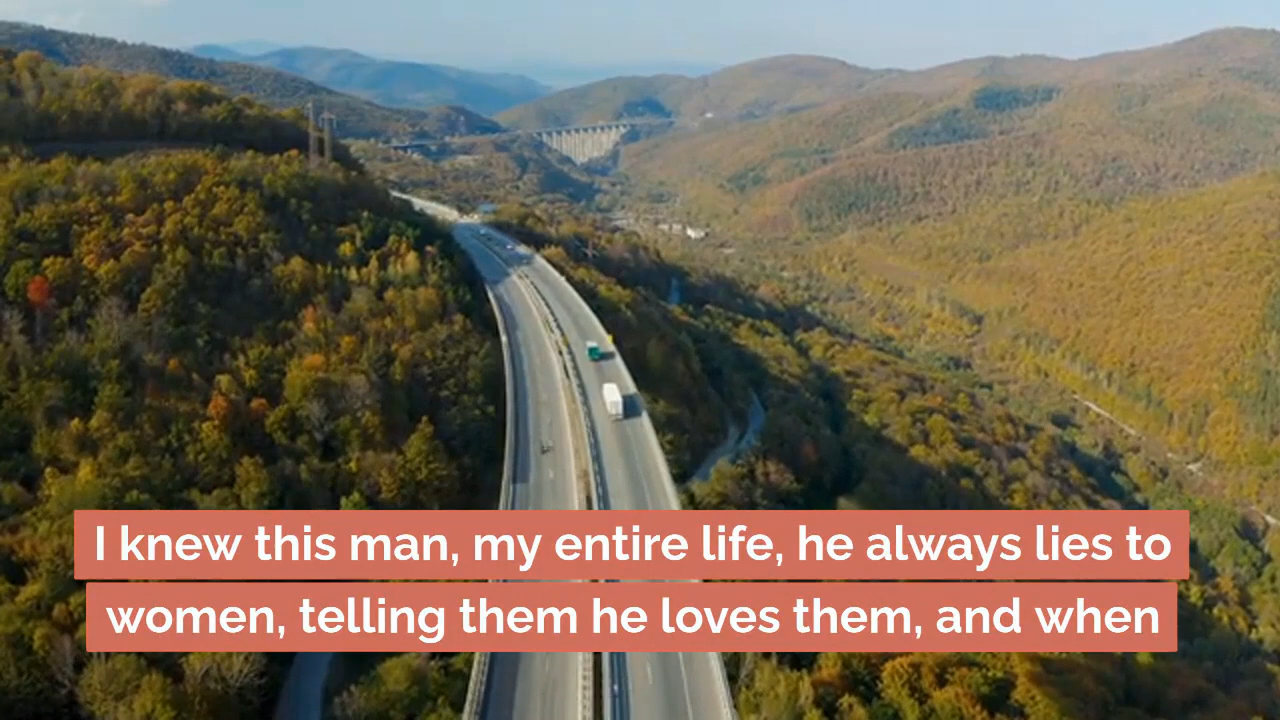 I knew this man, my entire life, he always lies to
women, telling them he loves them, and when